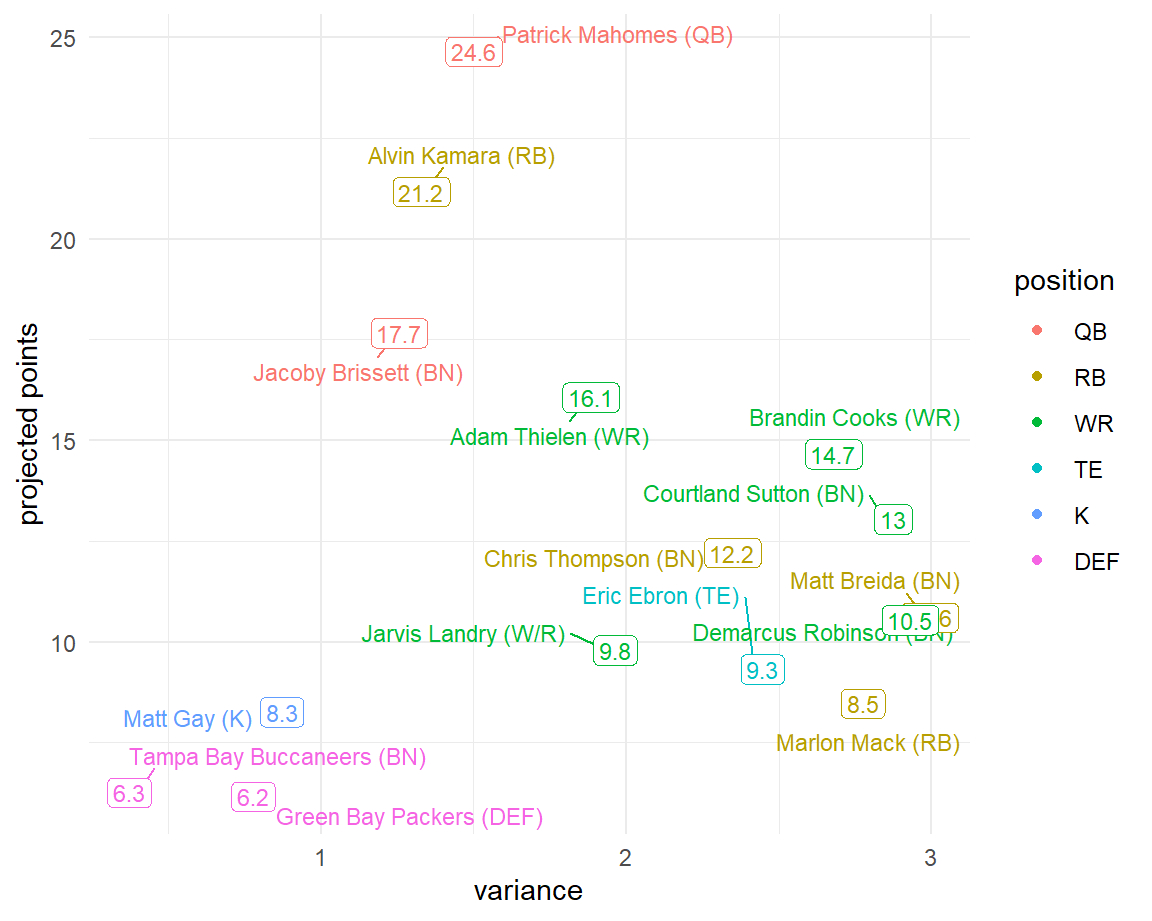 25
Patrick Mahomes (QB)
24.6
Alvin Kamara (RB)
21.2
20
17.7
Jacoby Brissett (BN)
16.1
Adam Thielen (WR)
Brandin Cooks (WR)
15
14.7
Courtland Sutton (BN)
13
Chris Thompson (BN)
12.2
Eric Ebron (TE)
Matt Breida (BN)
10.5
6
Jarvis Landry (W/R)
Demarcus Robinson (BN)
10
9.8
9.3
8.5
Matt Gay (K)
8.3
Marlon Mack (RB)
Tampa Bay Buccaneers (BN)
6.3
6.2
Green Bay Packers (DEF)
1
2
3
variance
projected points
position
QB
RB
WR
TE
K
DEF